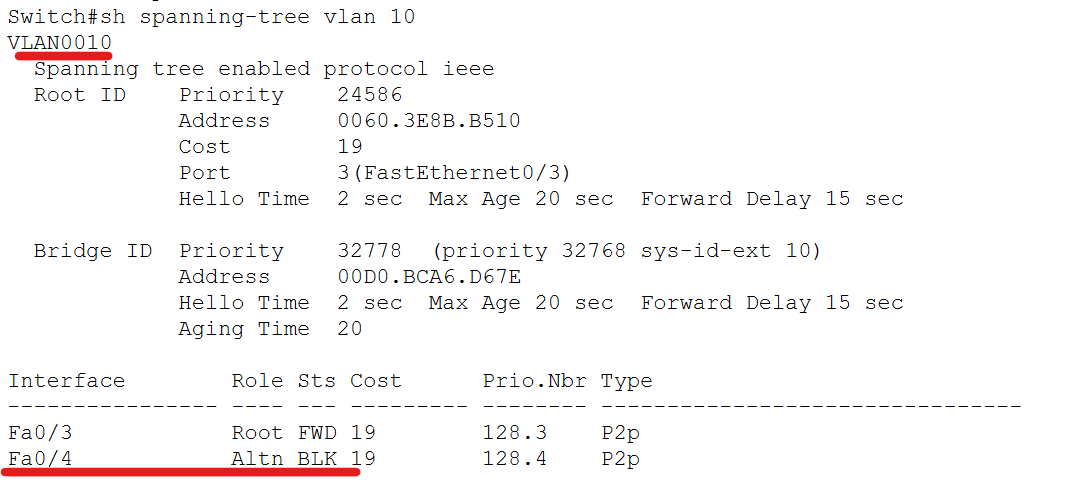 Switch#sh spanning-tree vlan 10
VLAN0010
  Spanning tree enabled protocol ieee
  Root ID    Priority    24586
             Address     0060.3E8B.B510
             Cost        19
             Port        3(FastEthernet0/3)
             Hello Time  2 sec  Max Age 20 sec  Forward Delay 15 sec

  Bridge ID  Priority    32778  (priority 32768 sys-id-ext 10)
             Address     00D0.BCA6.D67E
             Hello Time  2 sec  Max Age 20 sec  Forward Delay 15 sec
             Aging Time  20

Interface        Role Sts Cost      Prio.Nbr Type
---------------- ---- --- --------- -------- --------------------------------
Fa0/3            Root FWD 19        128.3    P2p
Fa0/4            Altn BLK 19        128.4    P2p